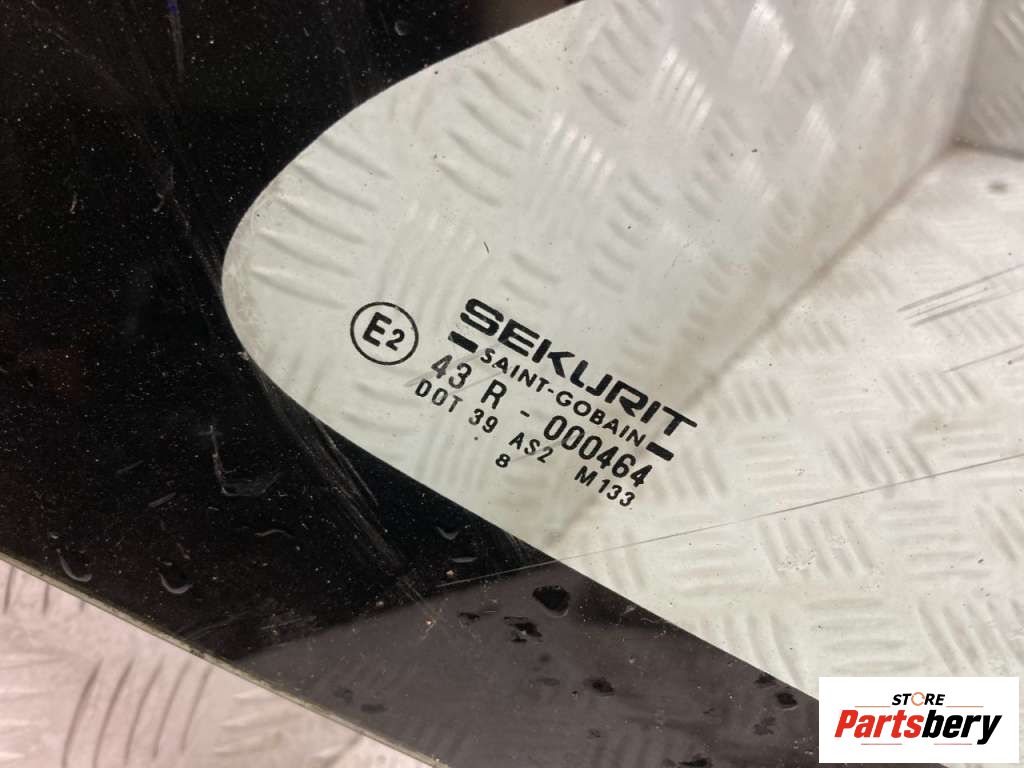 SEKURIT
SAINT-GOBAIN
E2
43 R - 000464
DOT 39 AS2 M133
8
STORE
Partsbery